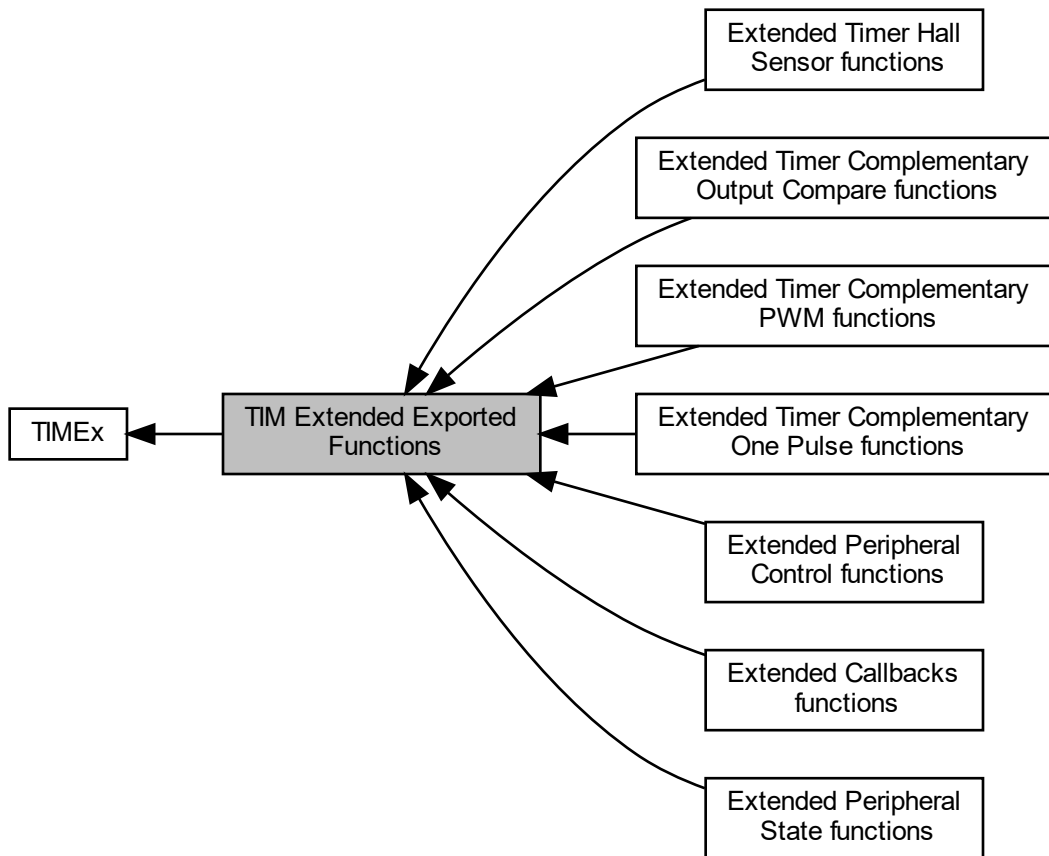 Extended Timer Hall
Sensor functions
Extended Timer Complementary
Output Compare functions
Extended Timer Complementary
PWM functions
TIMEx
TIM Extended Exported
Functions
Extended Timer Complementary
One Pulse functions
Extended Peripheral
Control functions
Extended Callbacks
functions
Extended Peripheral
State functions